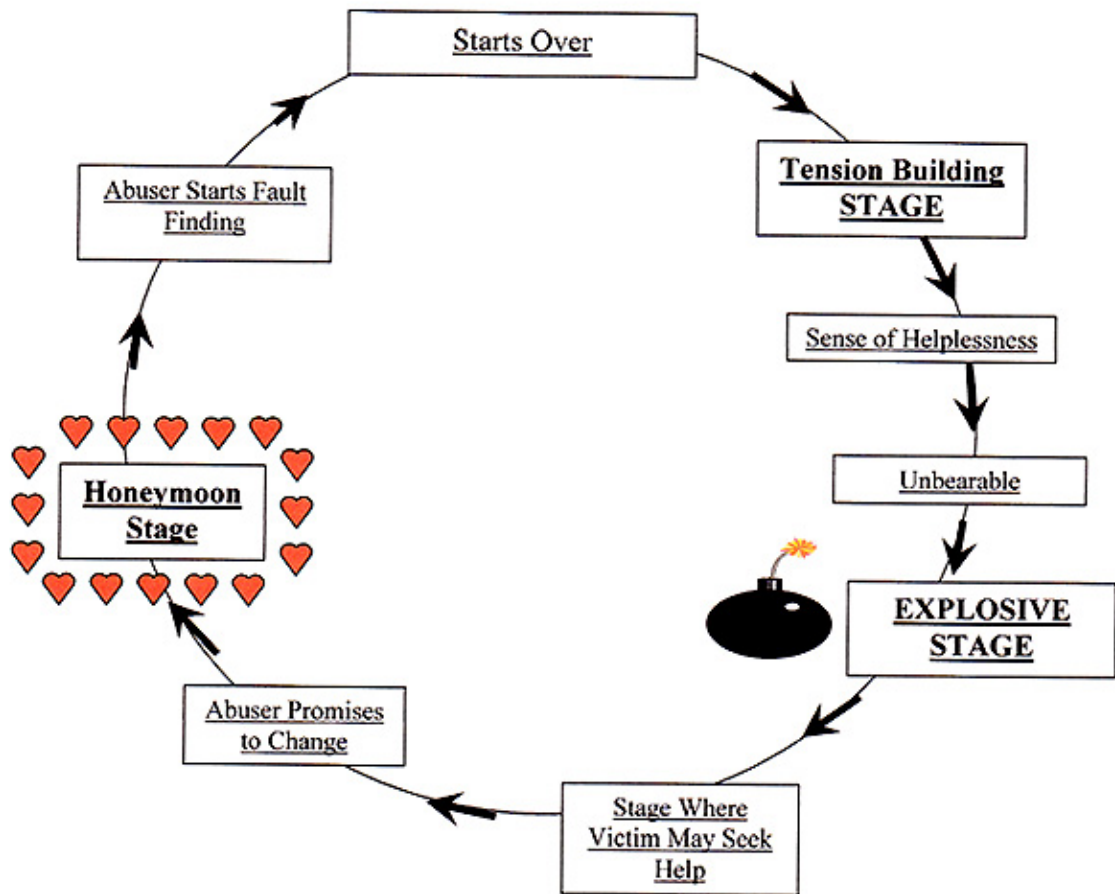 Starts Over
Tension Building
STAGE
Sense of Helplessness
Unbearable
EXPLOSIVE
STAGE
Stage Where
Victim May Seek
Help
Abuser Promises
to Change
Honeymoon
Stage
Abuser Starts Fault
Finding